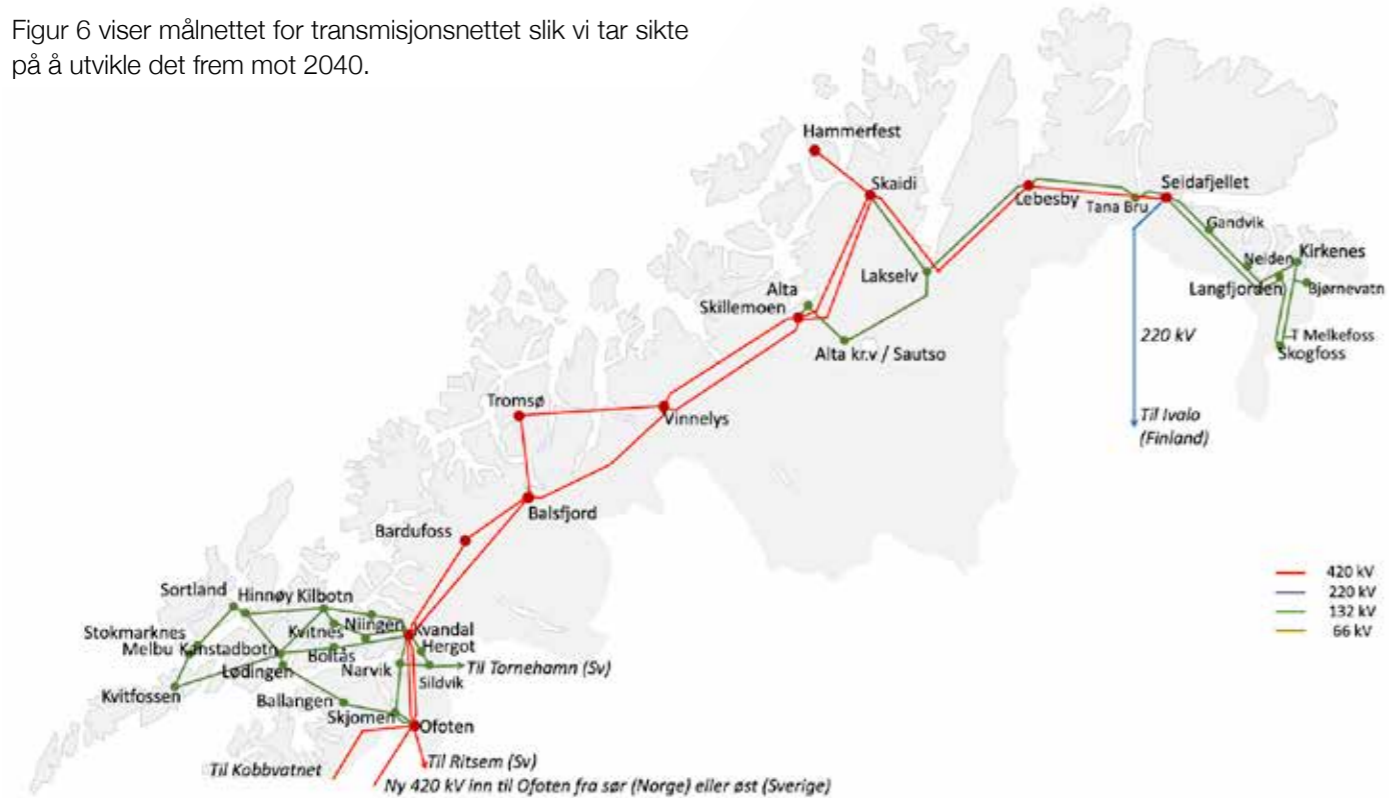 Figur 6 viser målnettet for transmisjonsnettet slik vi tar sikte
på å utvikle det frem mot 2040.
Hammerfest
Skaidi
Seidafjellet
Lebesby
Tana Bru
Gandvik
Neiden
Kirkenes
Lakselv
Langfjorden
Bjørnevatn
Alta
Skillemoen
220 kV
T Melkefoss
Skogfoss
Alta kr.v / Sautso
Tromsø
Vinnelys
Til Ivalo
(Finland)
Balsfjord
Bardufoss
420 kV
220 kV
132 kV
66 kV
Sortland
Hinnøy
Kilbotn
Stokmarknes
Kvitnes
Niingen
Kvandal
Melbu
Kanstadbotn
Boltås
Hergot
Lødingen
Narvik
Til Tornehamn (Sv)
Sildvik
Kvitfossen
Ballangen
Skjomen
Ofoten
Til Kobbvatnet
Til Ritsem (Sv)
Ny 420 kV inn til Ofoten fra sør (Norge) eller øst (Sverige)